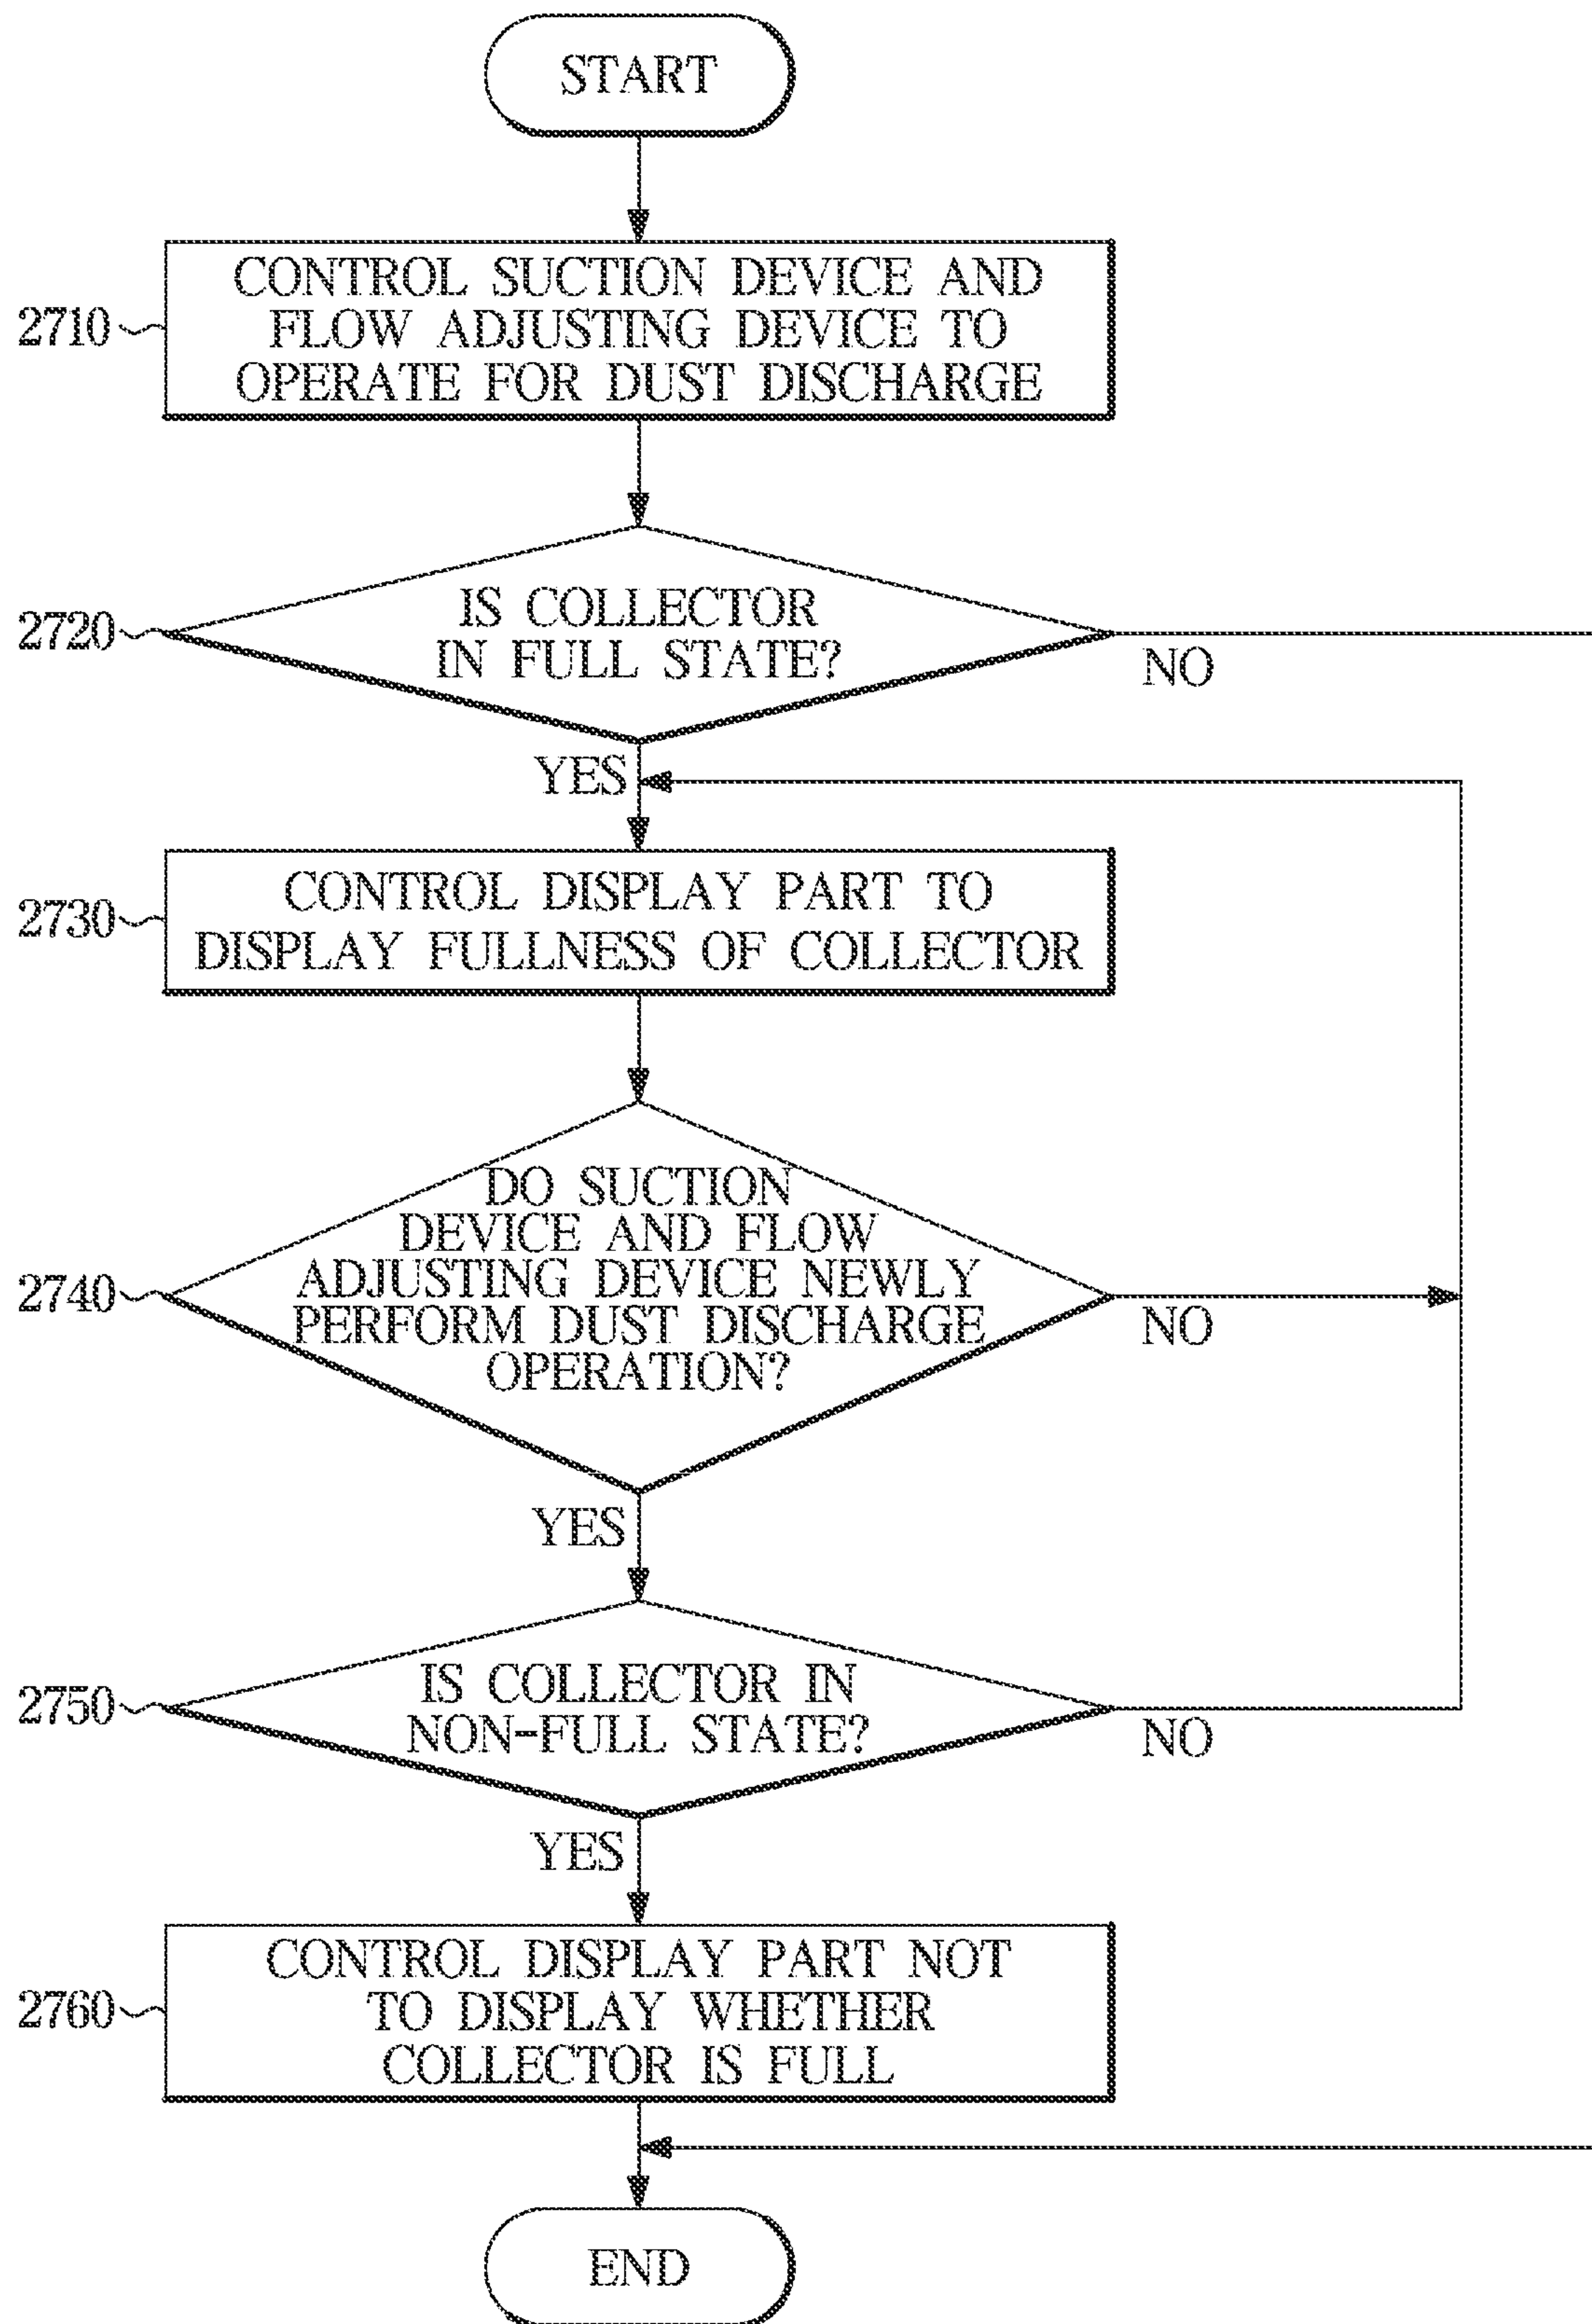 START
2710
CONTROL SUCTION DEVICE AND
FLOW ADJUSTING DEVICE TO
OPERATE FOR DUST DISCHARGE
2720
IS COLLECTOR
IN FULL STATE?
NO
YES
2730
CONTROL DISPLAY PART TO
DISPLAY FULLNESS OF COLLECTOR
2740
DO SUCTION
DEVICE AND FLOW
ADJUSTING DEVICE NEWLY
PERFORM DUST DISCHARGE
OPERATION?
NO
YES
2750
IS COLLECTOR IN
NON-FULL STATE?
NO
YES
2760
CONTROL DISPLAY PART NOT
TO DISPLAY WHETHER
COLLECTOR IS FULL
END